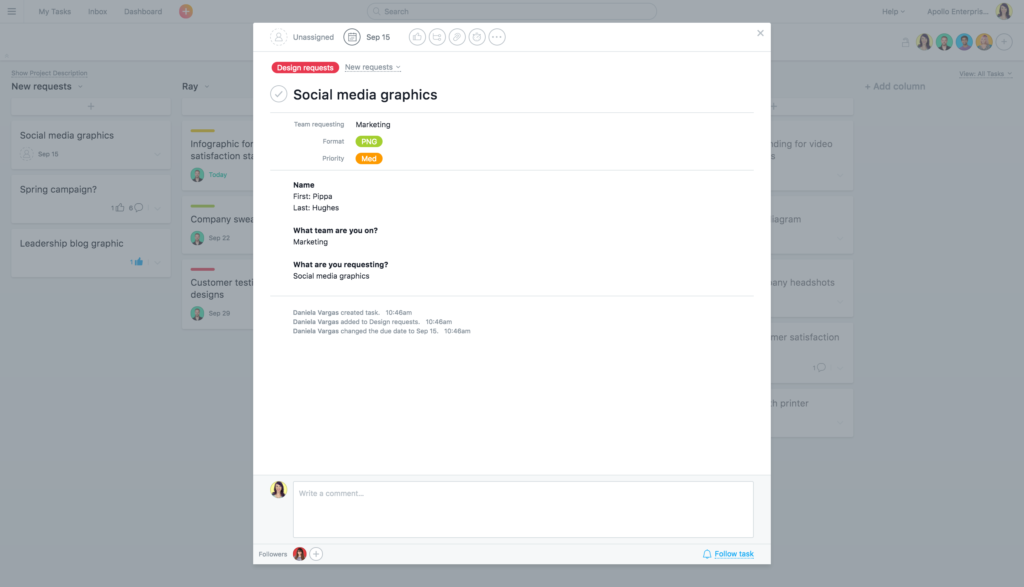 My Tasks Inbox Dashboard + Search Help Apollo Enterpris...
Show Project Description View: All Tasks
New requests
Ray
+ Add column
Social media graphics
Sep 15
Spring campaign?
1 6
Leadership blog graphic
1
Infographic for
satisfaction sta
Today
Company swea
Sep 22
Customer testi
designs
Sep 29
Unassigned Sep 15
Design requests New requests
Social media graphics
Team requesting Marketing
Format PNG
Priority Med
Name
First: Pippa
Last: Hughes
What team are you on?
Marketing
What are you requesting?
Social media graphics
Daniela Vargas created task. 10:46am
Daniela Vargas added to Design requests. 10:46am
Daniela Vargas changed the due date to Sep 15. 10:46am
Write a comment...
Followers
Follow task
nding for video
s
iagram
any headshots
mer satisfaction
1
th printer